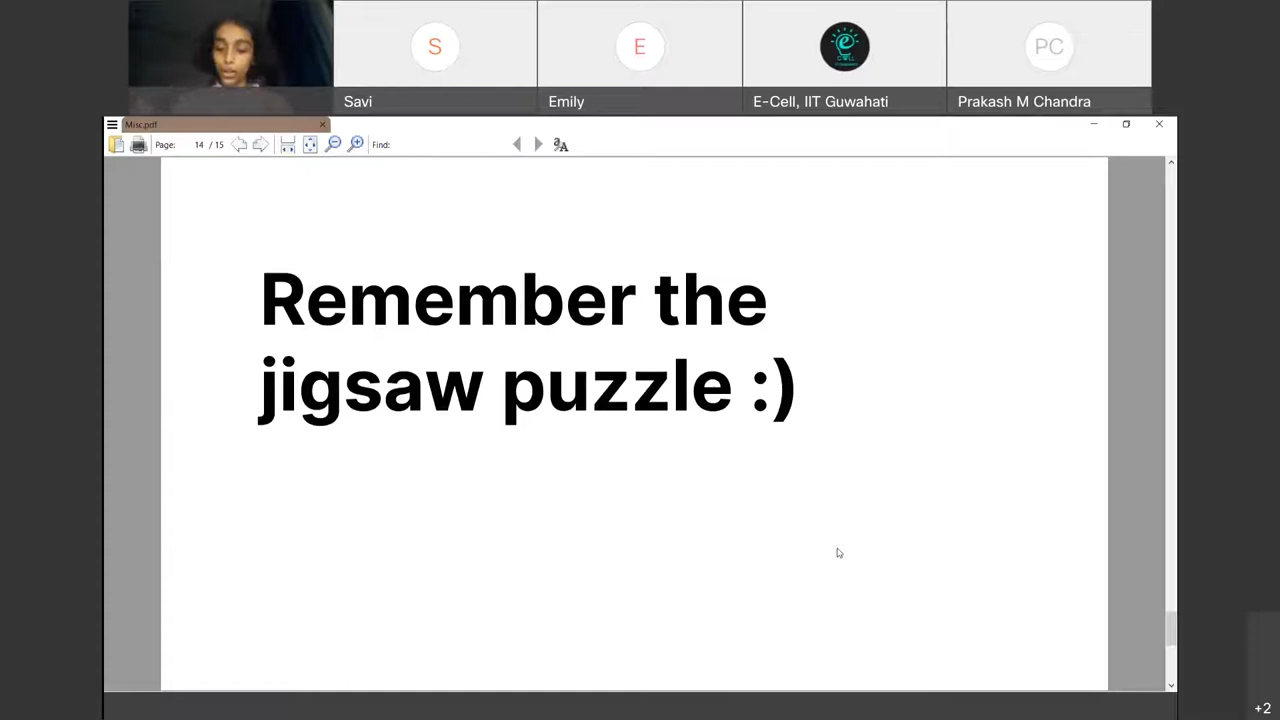 S
E
PC
Savi
Emily
E-Cell, IIT Guwahati
Prakash M Chandra
Misc.pdf
Page: 14 / 15 Find:
Remember the
jigsaw puzzle :)
+2